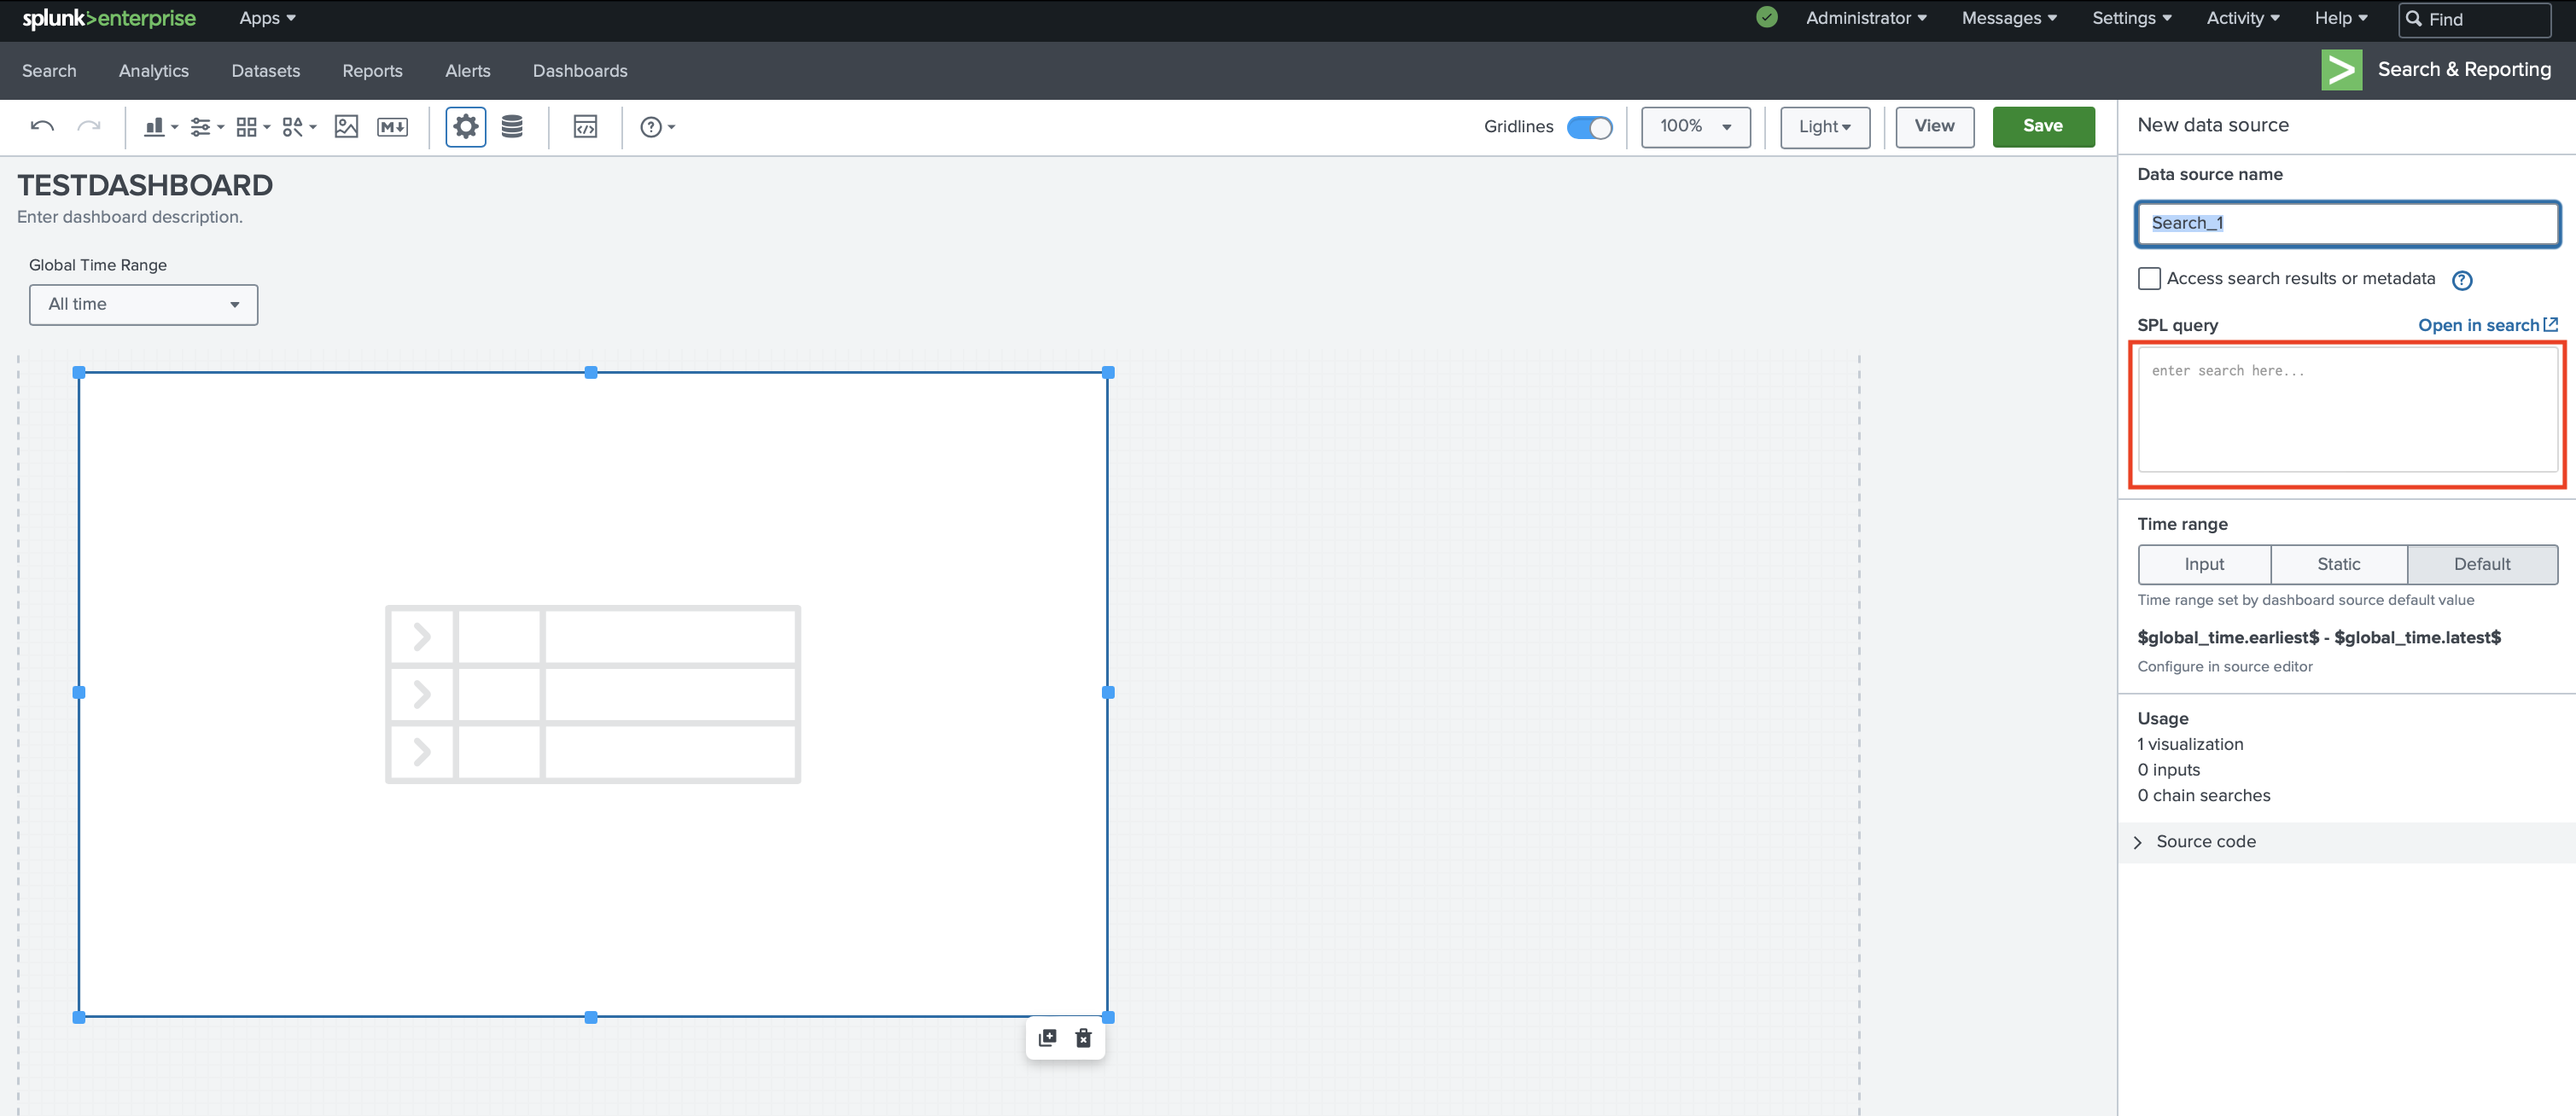 splunk>enterprise Apps Administrator Messages Settings Activity Help Find
Search Analytics Datasets Reports Alerts Dashboards Search & Reporting
M Gridlines 100% Light View Save
New data source
TESTDASHBOARD
Enter dashboard description.
Global Time Range
All time
Data source name
Search_1
Access search results or metadata ?
SPL query Open in search
enter search here...
Time range
Input Static Default
Time range set by dashboard source default value
$global_time.earliest$ - $global_time.latest$
Configure in source editor
Usage
1 visualization
0 inputs
0 chain searches
Source code